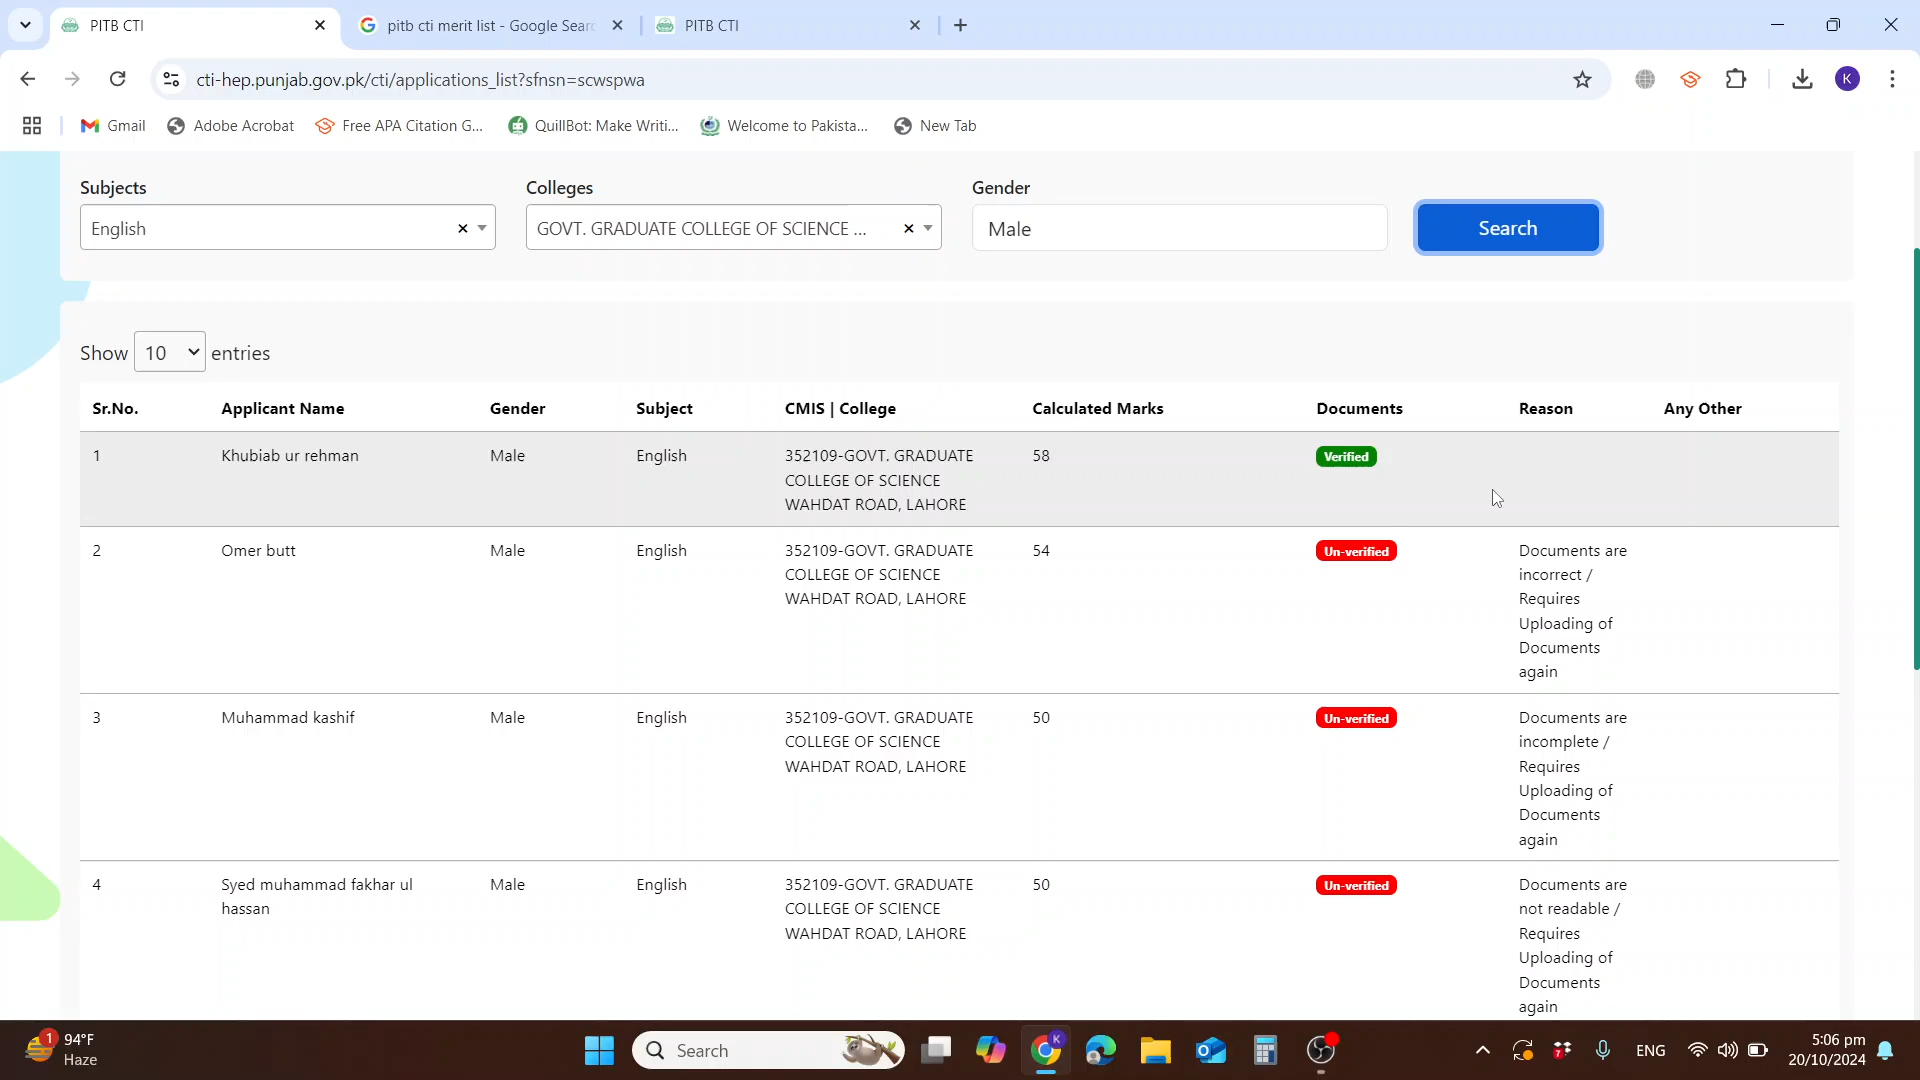 PITB CTI
pitb cti merit list - Google Sear
PITB CTI
cti-hep.punjab.gov.pk/cti/applications_list?sfnsn=scwspwa
K
Gmail
Adobe Acrobat
Free APA Citation G...
QuillBot: Make Writi...
Welcome to Pakista...
New Tab
Subjects
Colleges
Gender
English
GOVT. GRADUATE COLLEGE OF SCIENCE ...
Male
Search
Show 10 entries
Sr.No. Applicant Name Gender Subject CMIS | College Calculated Marks Documents Reason Any Other
1 Khubiab ur rehman Male English 352109-GOVT. GRADUATE 58 Verified
COLLEGE OF SCIENCE
WAHDAT ROAD, LAHORE
2 Omer butt Male English 352109-GOVT. GRADUATE 54 Un-verified Documents are
COLLEGE OF SCIENCE incorrect /
WAHDAT ROAD, LAHORE Requires
Uploading of
Documents
again
3 Muhammad kashif Male English 352109-GOVT. GRADUATE 50 Un-verified Documents are
COLLEGE OF SCIENCE incomplete /
WAHDAT ROAD, LAHORE Requires
Uploading of
Documents
again
4 Syed muhammad fakhar ul Male English 352109-GOVT. GRADUATE 50 Un-verified Documents are
hassan COLLEGE OF SCIENCE not readable /
WAHDAT ROAD, LAHORE Requires
Uploading of
Documents
again
1
94°F
Haze
Search
K
7
ENG
5:06 pm
20/10/2024